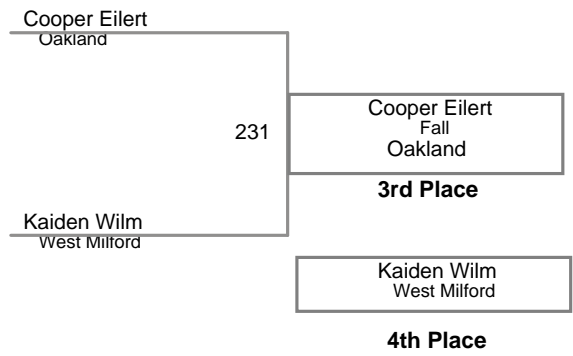 Cooper Eilert
Oakland
231
Cooper Eilert
Fall
Oakland
3rd Place
Kaiden Wilm
West Milford
Kaiden Wilm
West Milford
4th Place